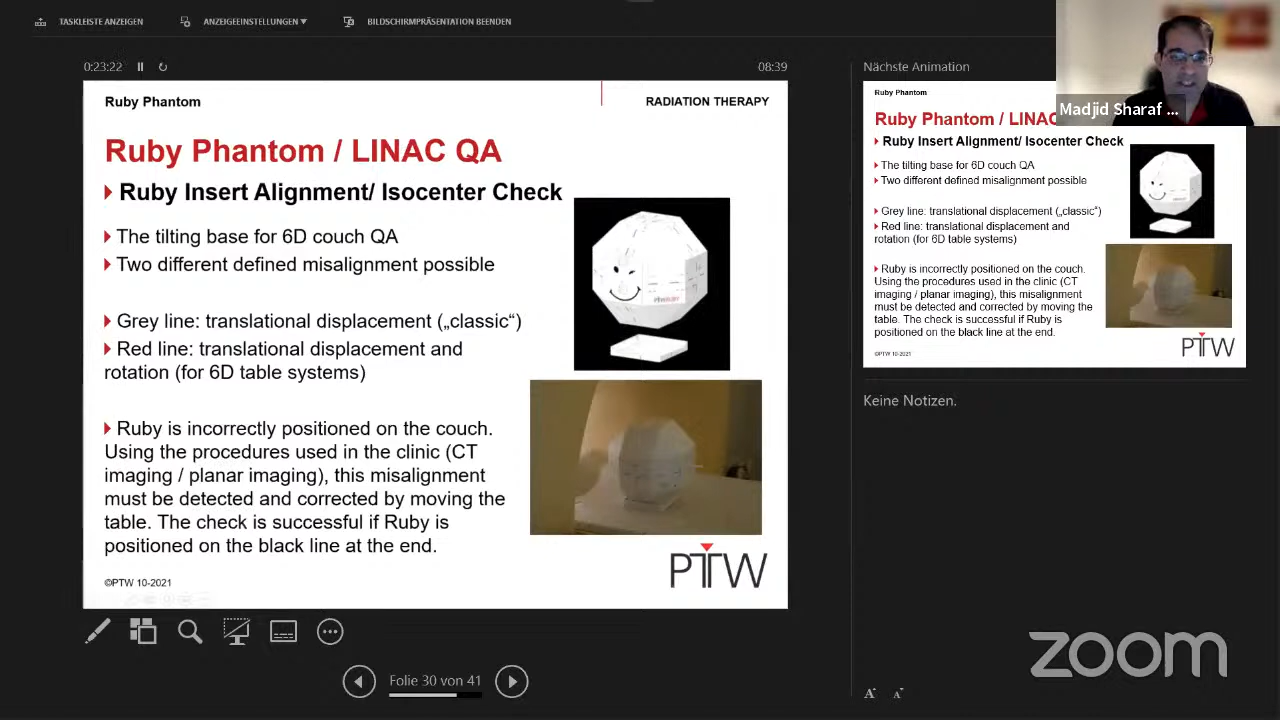 TASKLEISTE ANZEIGEN
ANZEIGEEINSTELLUNGEN ▾
BILDSCHIRMPRÄSENTATION BEENDEN
0:23:22
08:39
Ruby Phantom
RADIATION THERAPY
Ruby Phantom / LINAC QA
Ruby Insert Alignment/ Isocenter Check
The tilting base for 6D couch QA
Two different defined misalignment possible
Grey line: translational displacement („classic“)
Red line: translational displacement and
rotation (for 6D table systems)
Ruby is incorrectly positioned on the couch.
Using the procedures used in the clinic (CT
imaging / planar imaging), this misalignment
must be detected and corrected by moving the
table. The check is successful if Ruby is
positioned on the black line at the end.
©PTW 10-2021
PTW
Folie 30 von 41
Nächste Animation
Madjid Sharaf ...
Ruby Phantom
Ruby Phantom / LINAC
Ruby Insert Alignment/ Isocenter Check
The tilting base for 6D couch QA
Two different defined misalignment possible
Grey line: translational displacement („classic“)
Red line: translational displacement and
rotation (for 6D table systems)
Ruby is incorrectly positioned on the couch.
Using the procedures used in the clinic (CT
imaging / planar imaging), this misalignment
must be detected and corrected by moving the
table. The check is successful if Ruby is
positioned on the black line at the end.
©PTW 10-2021
PTW
Keine Notizen.
zoom
A A